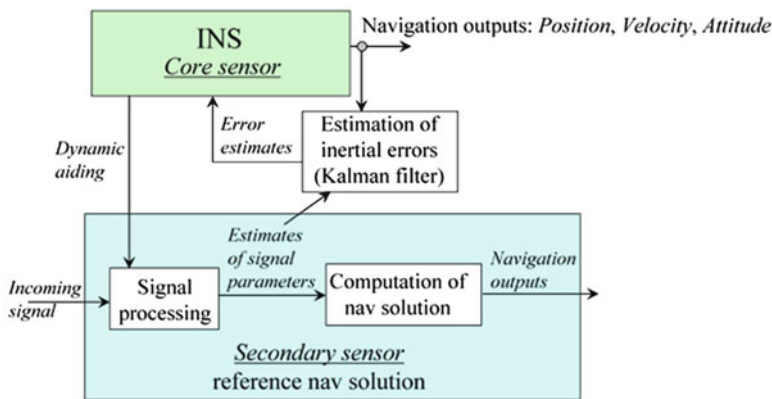 INS
Core sensor
Navigation outputs: Position, Velocity, Attitude
Error
estimates
Estimation of
inertial errors
(Kalman filter)
Dynamic
aiding
Estimates
of signal
parameters
Navigation
outputs
Incoming
signal
Signal
processing
Computation of
nav solution
Secondary sensor
reference nav solution